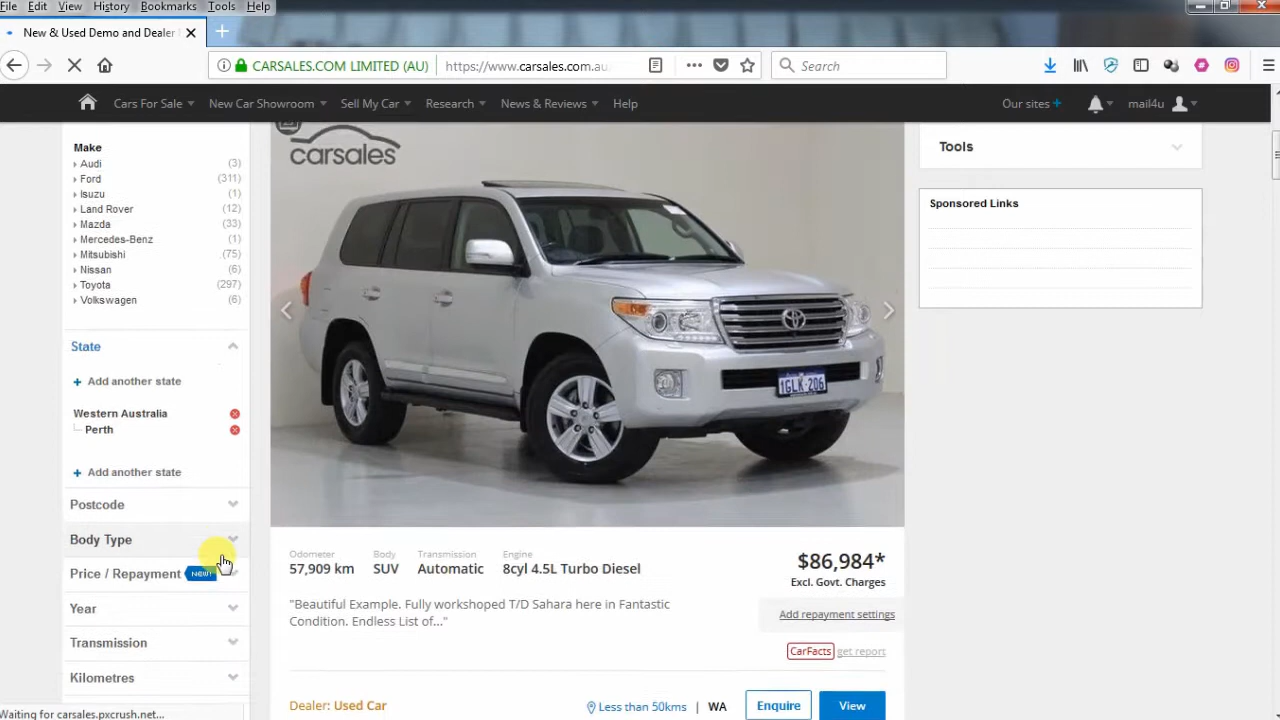 File Edit View History Bookmarks Tools Help
New & Used Demo and Dealer
CARSALES.COM LIMITED (AU) https://www.carsales.com.au
Search
Cars For Sale New Car Showroom Sell My Car Research News & Reviews Help Our sites + mail4u
Make
Audi (3)
Ford (311)
Isuzu (1)
Land Rover (12)
Mazda (33)
Mercedes-Benz (1)
Mitsubishi (75)
Nissan (6)
Toyota (297)
Volkswagen (6)
State
+ Add another state
Western Australia
Perth
+ Add another state
Postcode
Body Type
Price / Repayment NEW!
Year
Transmission
Kilometres
Waiting for carsales.pxcrush.net...
carsales
1GLK·206
Odometer Body Transmission Engine
57,909 km SUV Automatic 8cyl 4.5L Turbo Diesel
$86,984*
Excl. Govt. Charges
"Beautiful Example. Fully workshoped T/D Sahara here in Fantastic
Condition. Endless List of..."
Add repayment settings
CarFacts get report
Dealer: Used Car
Less than 50kms | WA
Enquire
View
Tools
Sponsored Links